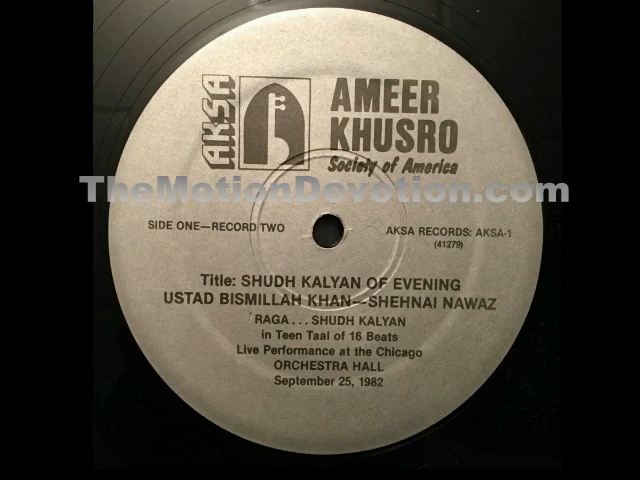 AKSA
AMEER
KHUSRO
Society of America
TheMotionDevotion.com
SIDE ONE—RECORD TWO
AKSA RECORDS: AKSA-1
(41279)
Title: SHUDH KALYAN OF EVENING
USTAD BISMILLAH KHAN—SHEHNAI NAWAZ
RAGA... SHUDH KALYAN
in Teen Taal of 16 Beats
Live Performance at the Chicago
ORCHESTRA HALL
September 25, 1982